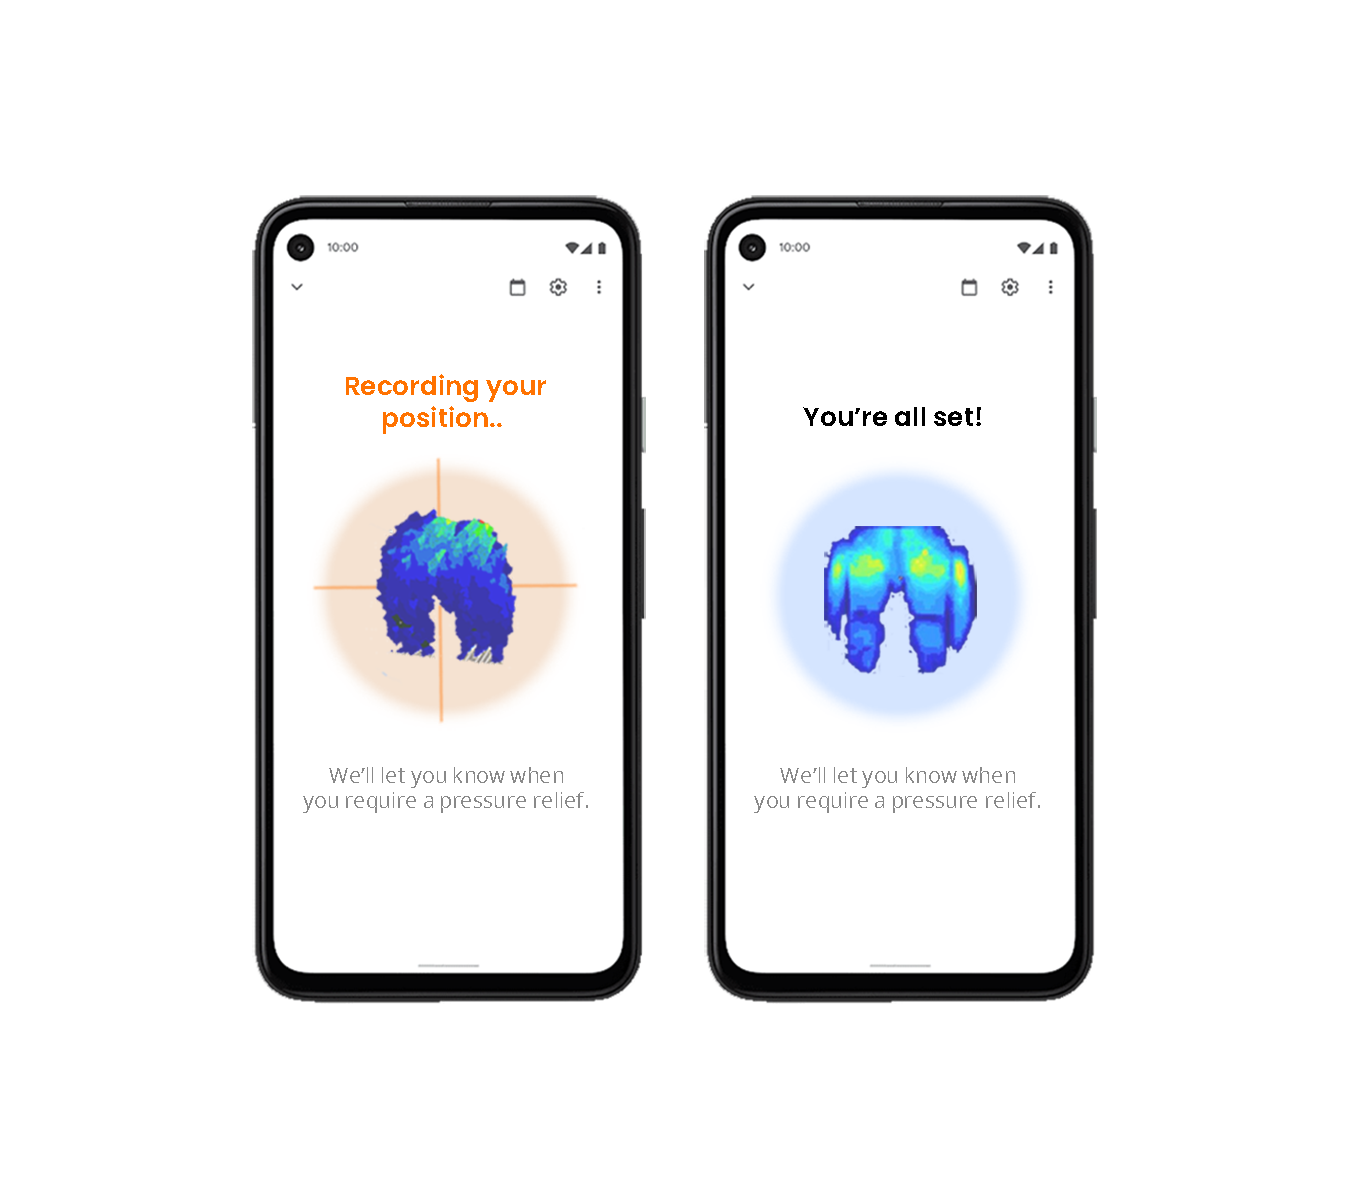 10:00
Recording your
position..
We'll let you know when
you require a pressure relief.
10:00
You're all set!
We'll let you know when
you require a pressure relief.